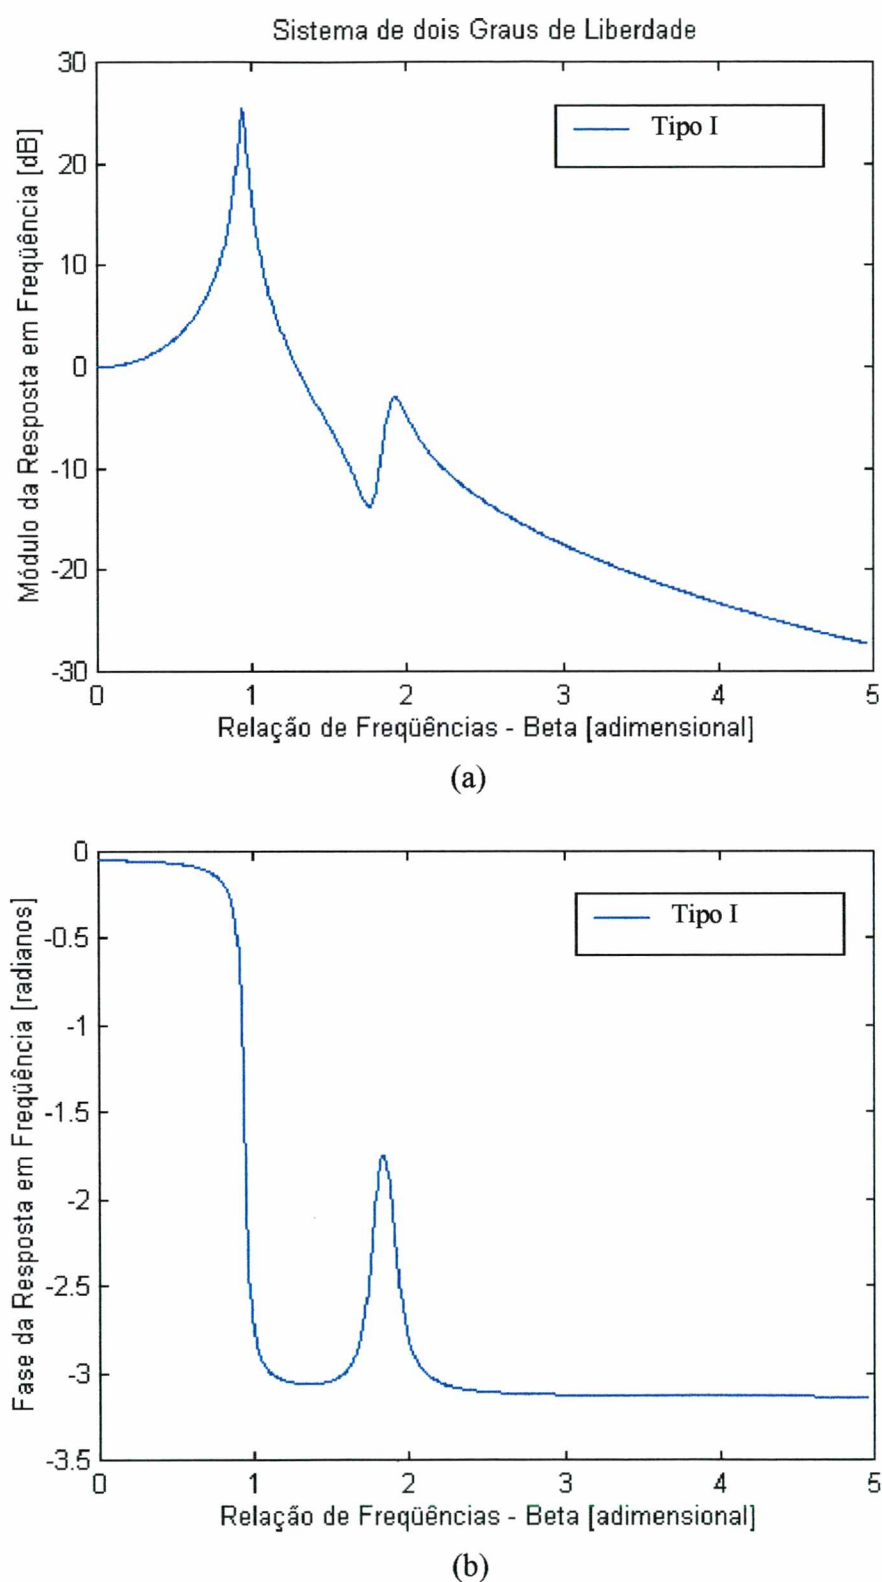 Sistema de dois Graus de Liberdade
Módulo da Resposta em Freqüência [dB]
30
20
10
0
-10
-20
-30
Tipo I
0 1 2 3 4 5
Relação de Freqüências - Beta [adimensional]
(a)
Fase da Resposta em Freqüência [radianos]
0
-0.5
-1
-1.5
-2
-2.5
-3
-3.5
Tipo I
0 1 2 3 4 5
Relação de Freqüências - Beta [adimensional]
(b)